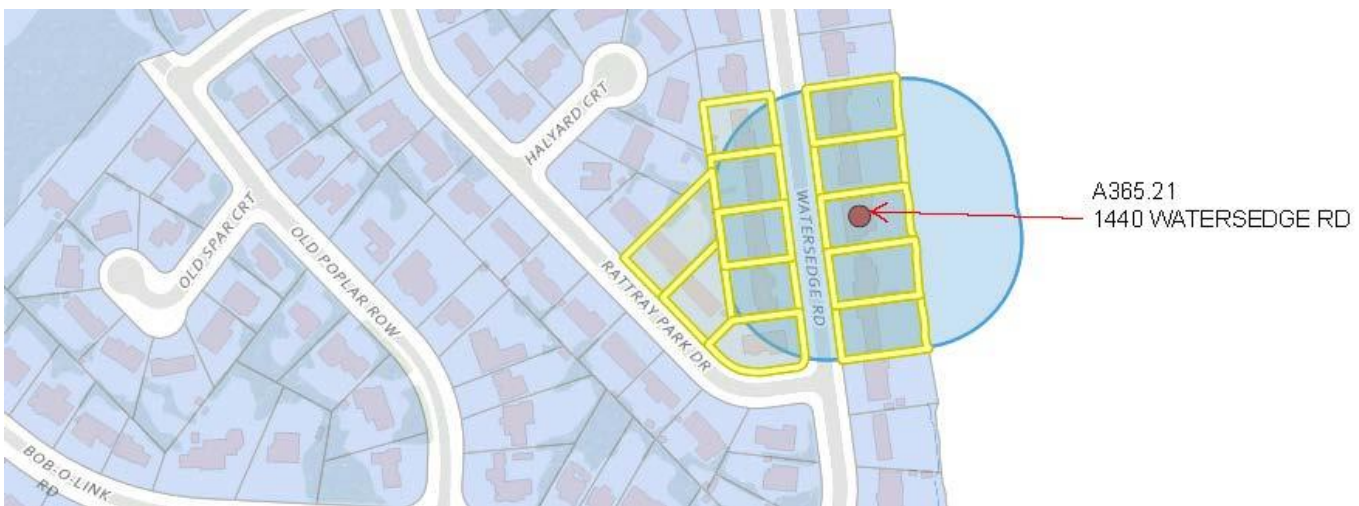 HALYARD CRT
WATERSEDGE RD
A365.21
1440 WATERSEDGE RD
OLD SPAR CRT
OLD POPLAR ROW
RATTRAY PARK DR
BOB-O-LINK
RD